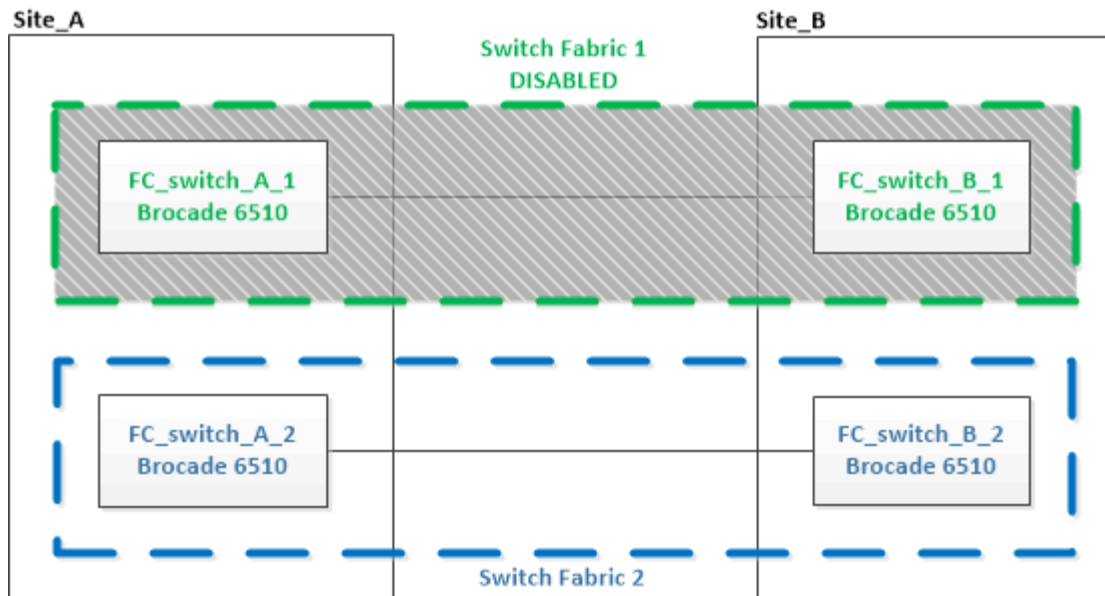 Site_A
Site_B
Switch Fabric 1
DISABLED
FC_switch_A_1
Brocade 6510
FC_switch_B_1
Brocade 6510
FC_switch_A_2
Brocade 6510
FC_switch_B_2
Brocade 6510
Switch Fabric 2